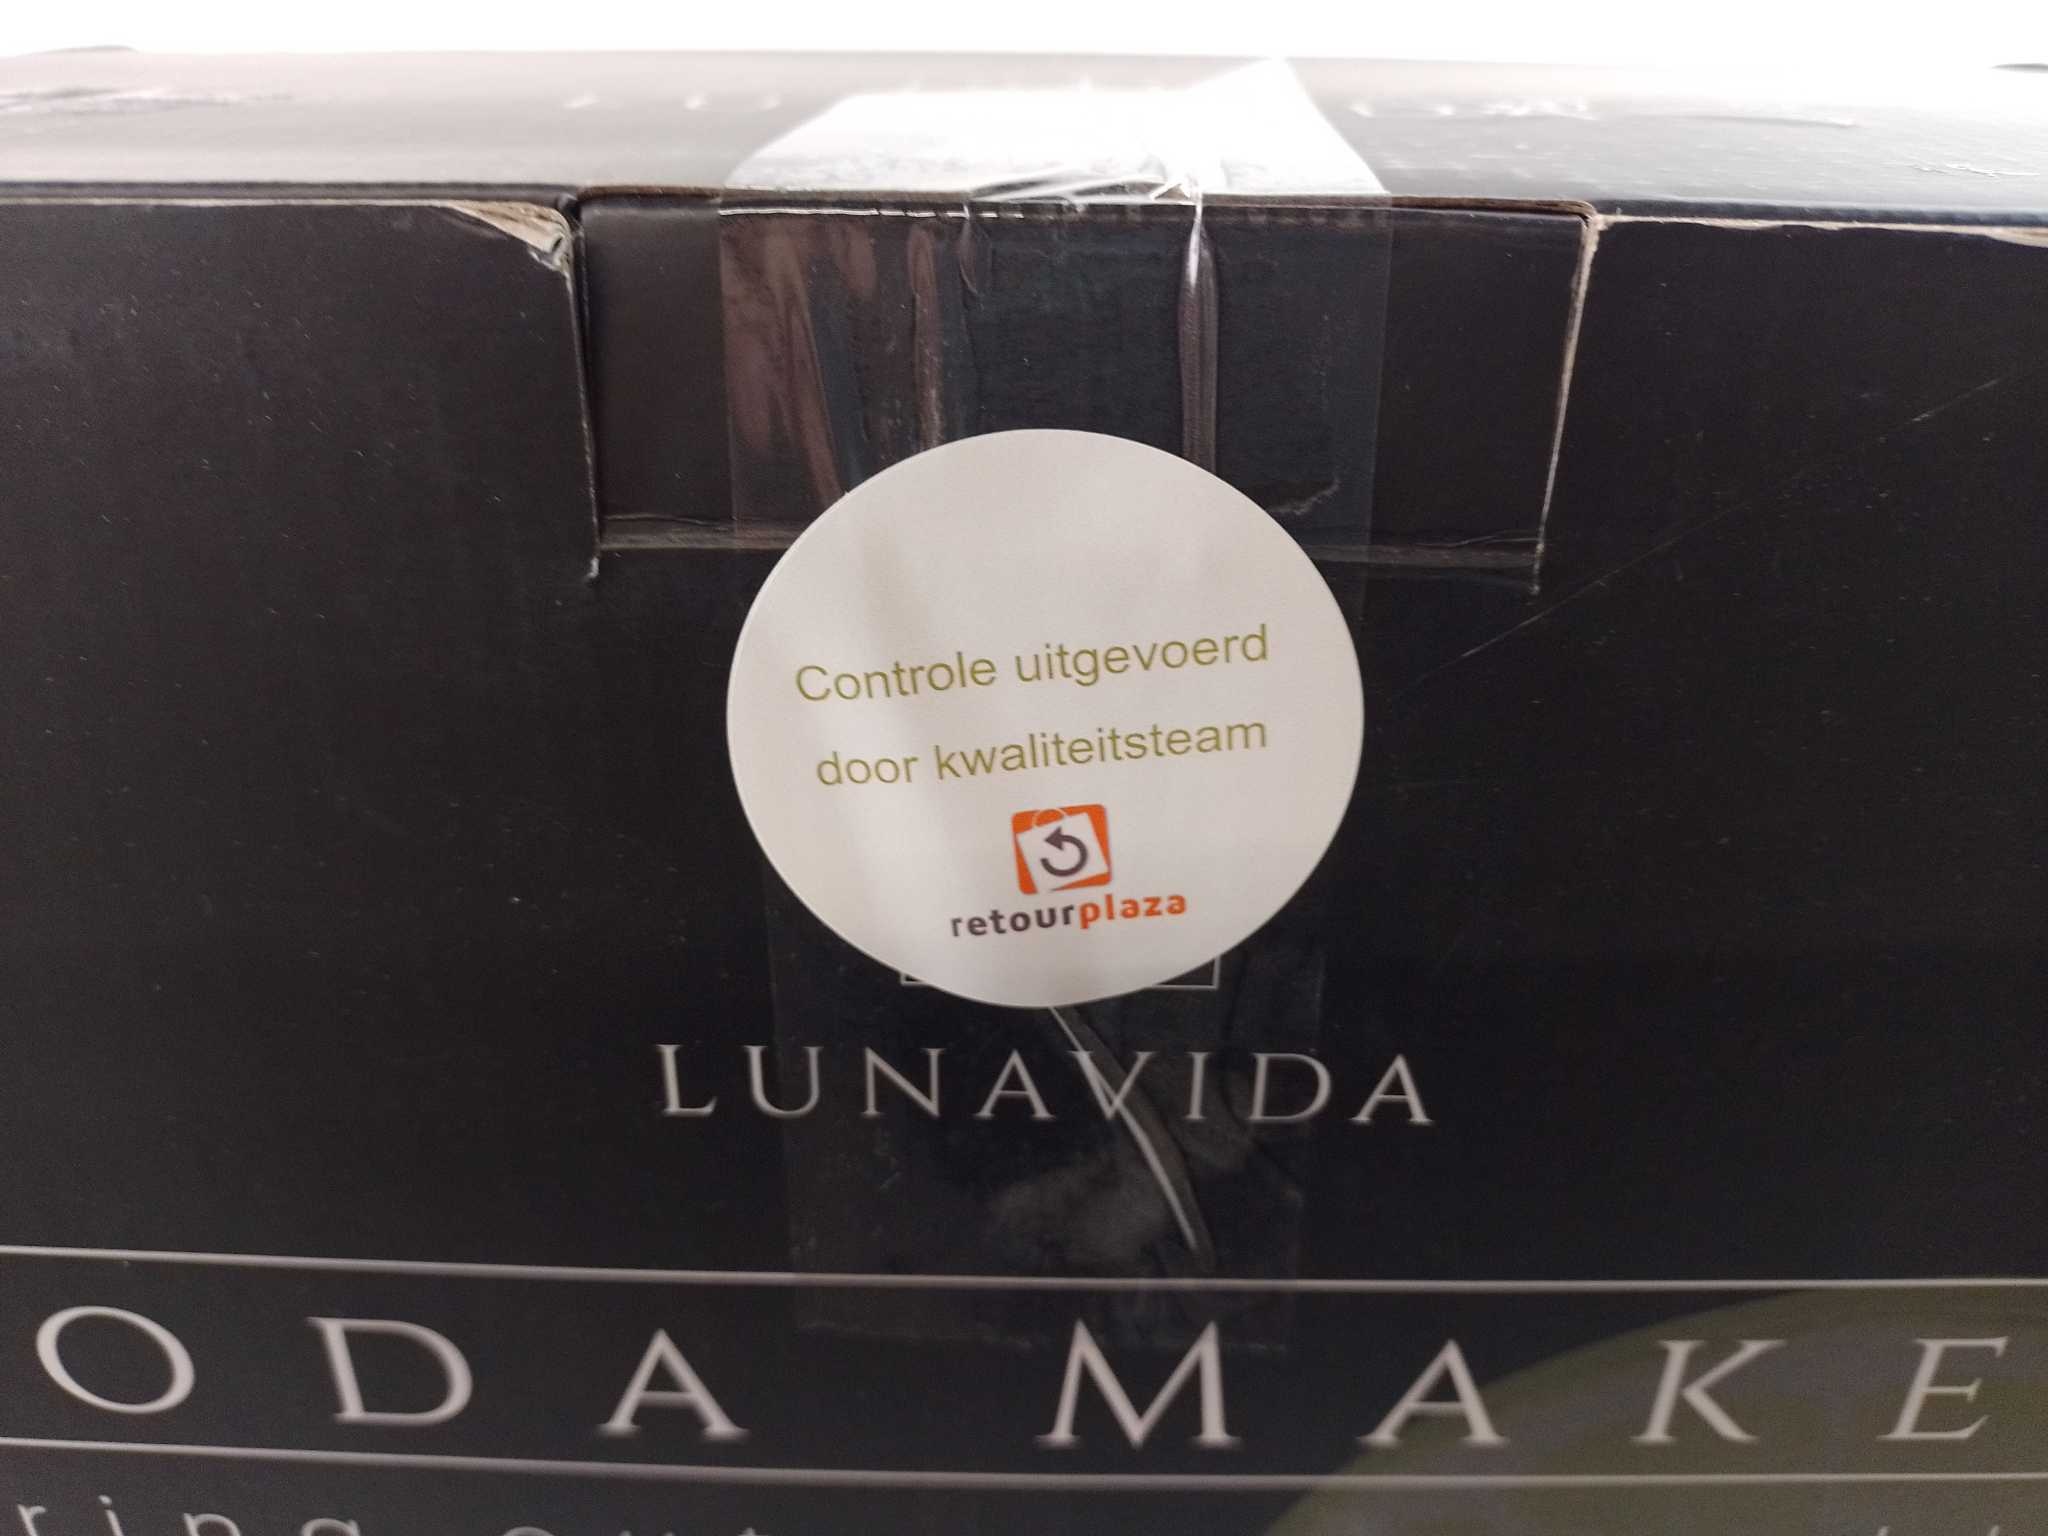 Controle uitgevoerd
door kwaliteitsteam
retourplaza
LUNAVIDA
ODA MAKE